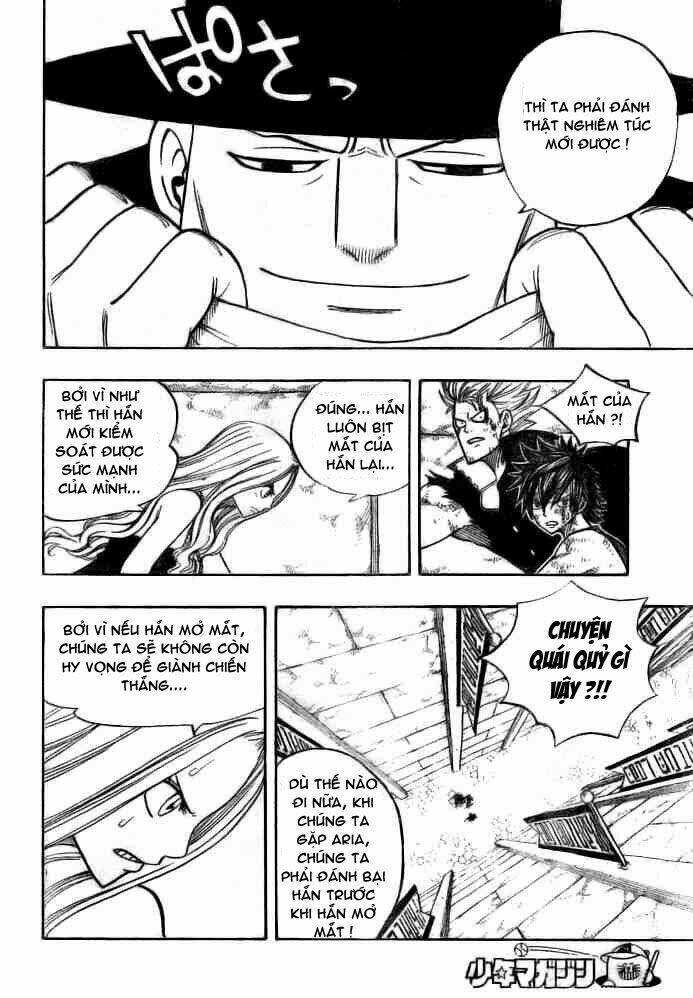 ぱさっ
THÌ TA PHẢI ĐÁNH
THẬT NGHIÊM TÚC
MỚI ĐƯỢC !
MẮT CỦA
HẮN ?!
ĐÚNG... HẮN
LUÔN BỊT
MẮT CỦA
HẮN LẠI...
BỞI VÌ NHƯ
THẾ THÌ HẮN
MỚI KIỂM
SOÁT ĐƯỢC
SỨC MẠNH
CỦA MÌNH...
CHUYỆN
QUÁI QUỶ GÌ
VẬY ?!!
BỞI VÌ NẾU HẮN MỞ MẮT,
CHÚNG TA SẼ KHÔNG CÒN
HY VỌNG ĐỂ GIÀNH CHIẾN
THẮNG....
DÙ THẾ NÀO
ĐI NỮA, KHI
CHÚNG TA
GẶP ARIA,
CHÚNG TA
PHẢI ĐÁNH BẠI
HẮN TRƯỚC
KHI HẮN MỞ
MẮT !
少年マガジン